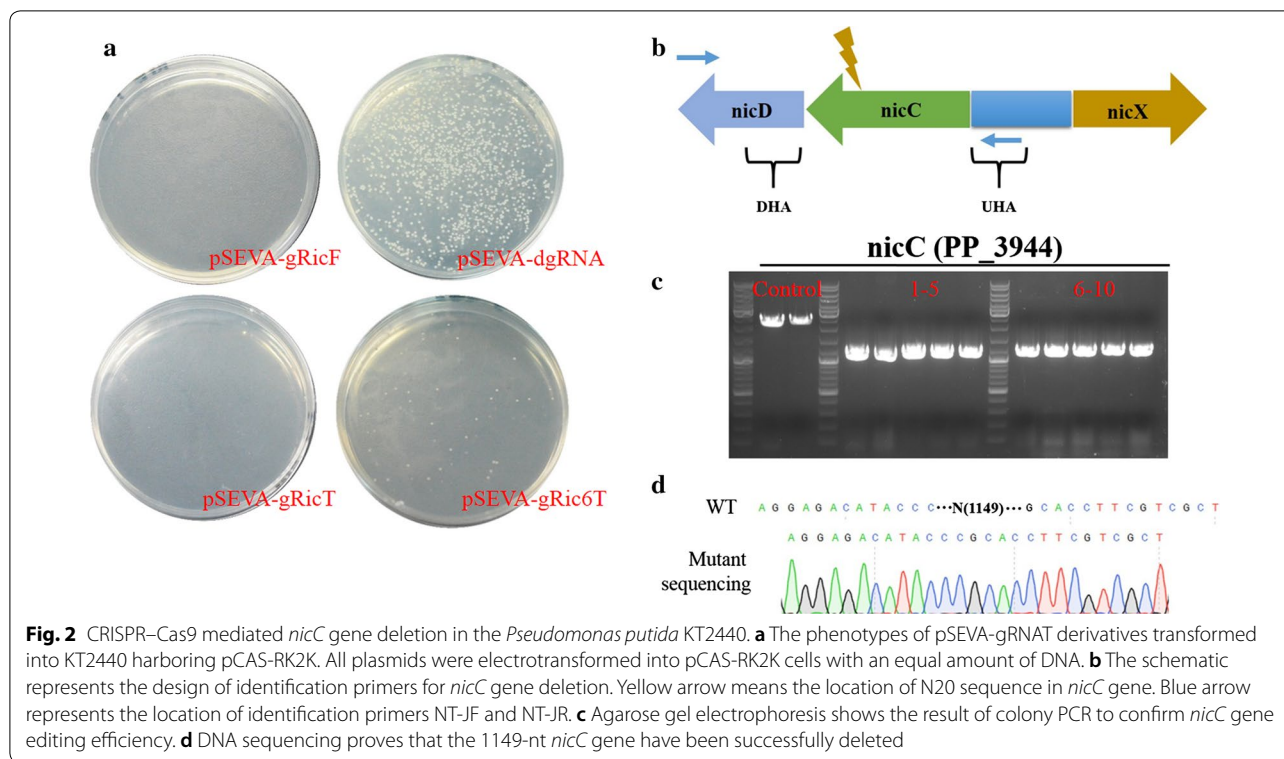 a
pSEVA-gRicF
pSEVA-dgRNA
pSEVA-gRicT
pSEVA-gRic6T
b
nicD
nicC
nicX
DHA
UHA
nicC (PP_3944)
c
Control
1-5
6-10
d
WT
AGGAGACATACCC···N(1149)···GCACCTTCGTCGCT
AGGAGACATACCCGCACCTTCGTCGCT
Mutant
sequencing
Fig. 2 CRISPR–Cas9 mediated nicC gene deletion in the Pseudomonas putida KT2440. a The phenotypes of pSEVA-gRNAT derivatives transformed
into KT2440 harboring pCAS-RK2K. All plasmids were electrotransformed into pCAS-RK2K cells with an equal amount of DNA. b The schematic
represents the design of identification primers for nicC gene deletion. Yellow arrow means the location of N20 sequence in nicC gene. Blue arrow
represents the location of identification primers NT-JF and NT-JR. c Agarose gel electrophoresis shows the result of colony PCR to confirm nicC gene
editing efficiency. d DNA sequencing proves that the 1149-nt nicC gene have been successfully deleted